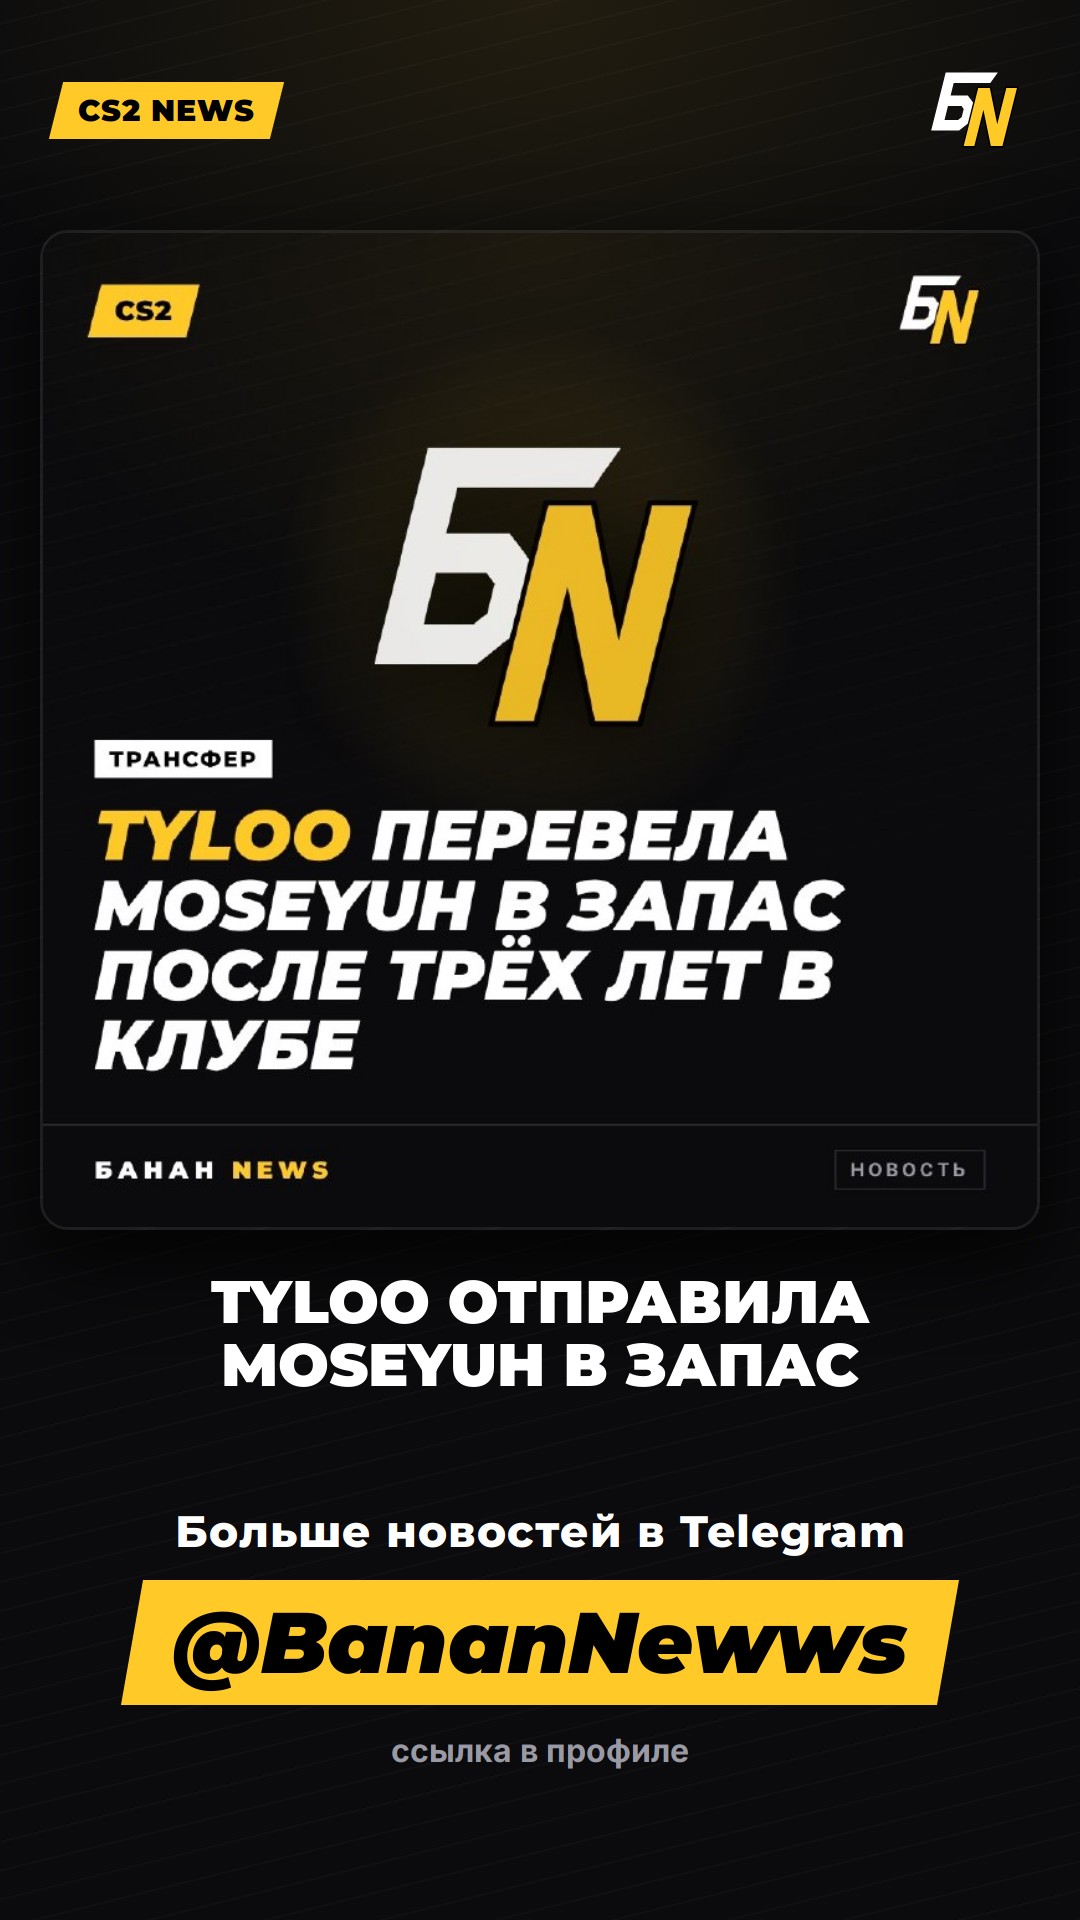 CS2 NEWS
БN
CS2
БN
БN
ТРАНСФЕР
TYLOO ПЕРЕВЕЛА
MOSEYUH В ЗАПАС
ПОСЛЕ ТРЁХ ЛЕТ В
КЛУБЕ
БАНАН NEWS
НОВОСТЬ
TYLOO ОТПРАВИЛА
MOSEYUH В ЗАПАС
Больше новостей в Telegram
@BananNewws
ссылка в профиле